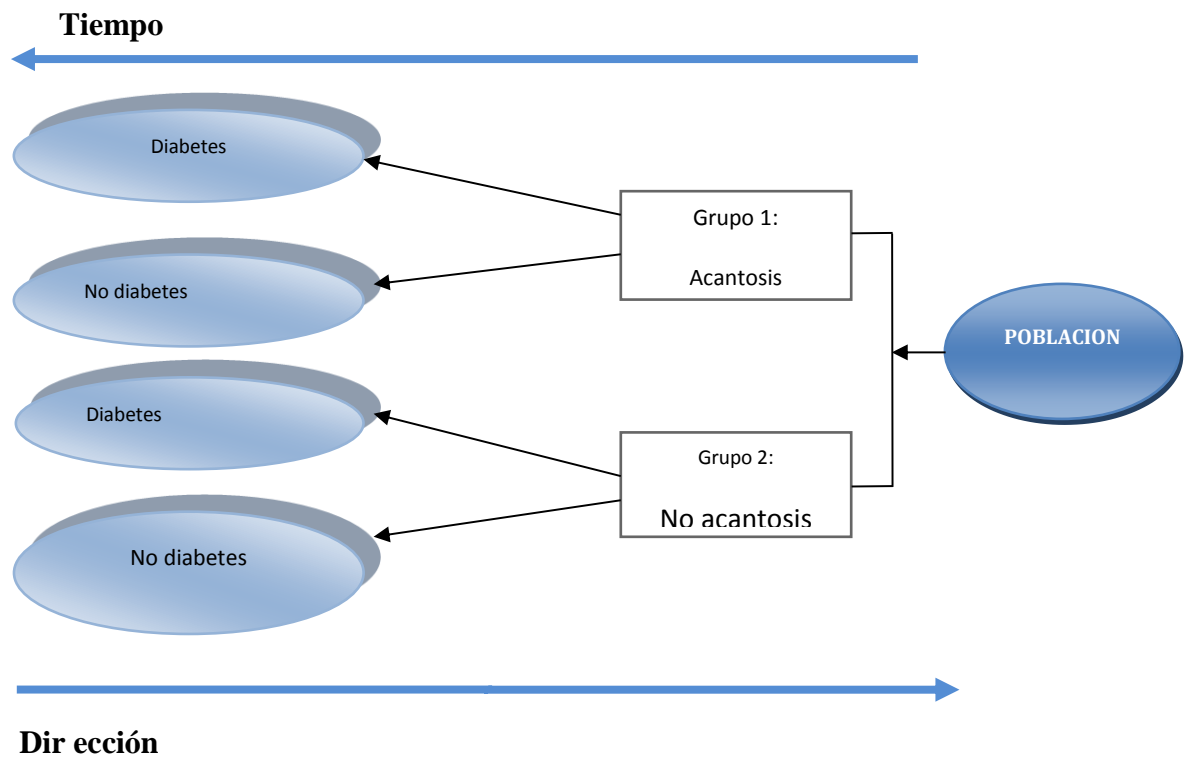 Tiempo
Diabetes
Grupo 1:
Acantosis
No diabetes
POBLACION
Diabetes
Grupo 2:
No acantosis
No diabetes
Dir ección